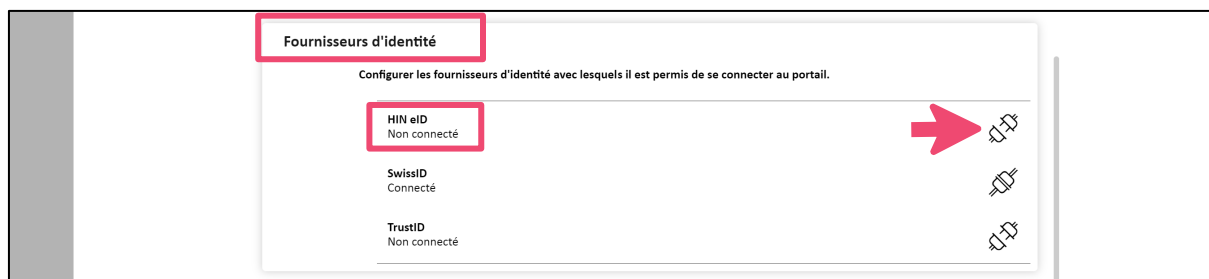 Fournisseurs d'identité
Configurer les fournisseurs d'identité avec lesquels il est permis de se connecter au portail.
HIN eID
Non connecté
SwissID
Connecté
TrustID
Non connecté